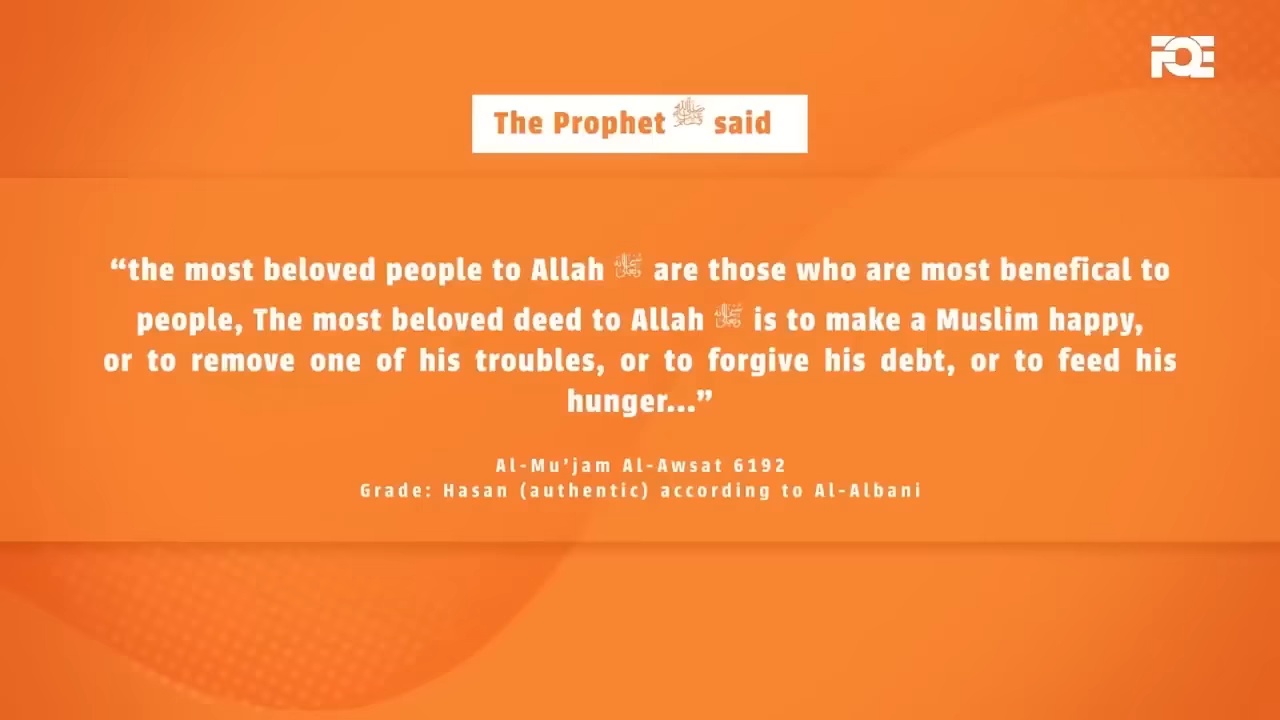 FQE
The Prophet ﷺ said
“the most beloved people to Allah ﷻ are those who are most benefical to
people, The most beloved deed to Allah ﷻ is to make a Muslim happy,
or to remove one of his troubles, or to forgive his debt, or to feed his
hunger...”
Al-Mu’jam Al-Awsat 6192
Grade: Hasan (authentic) according to Al-Albani